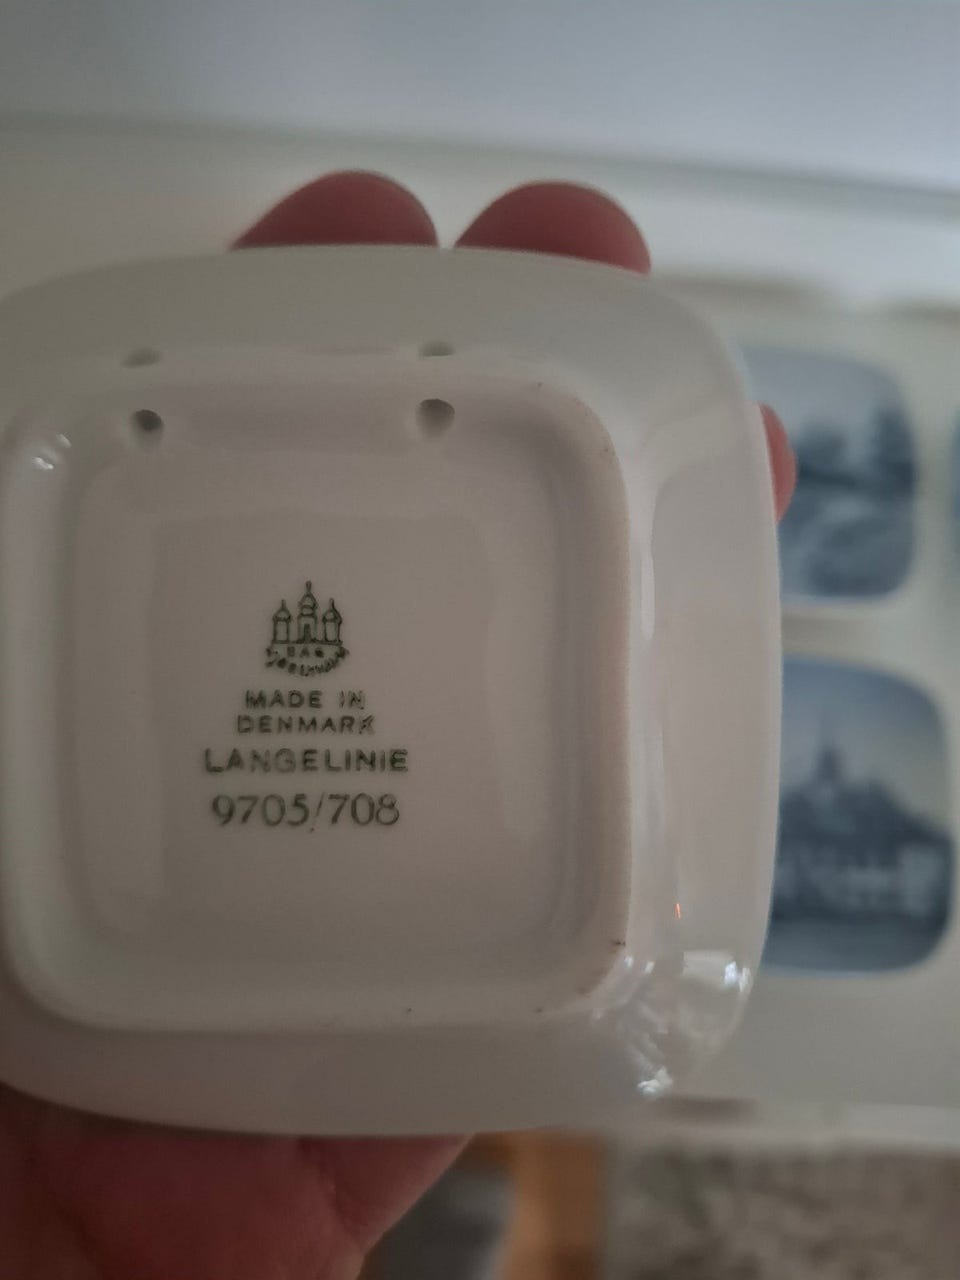 B&G
MADE IN
DENMARK
LANGELINIE
9705/708